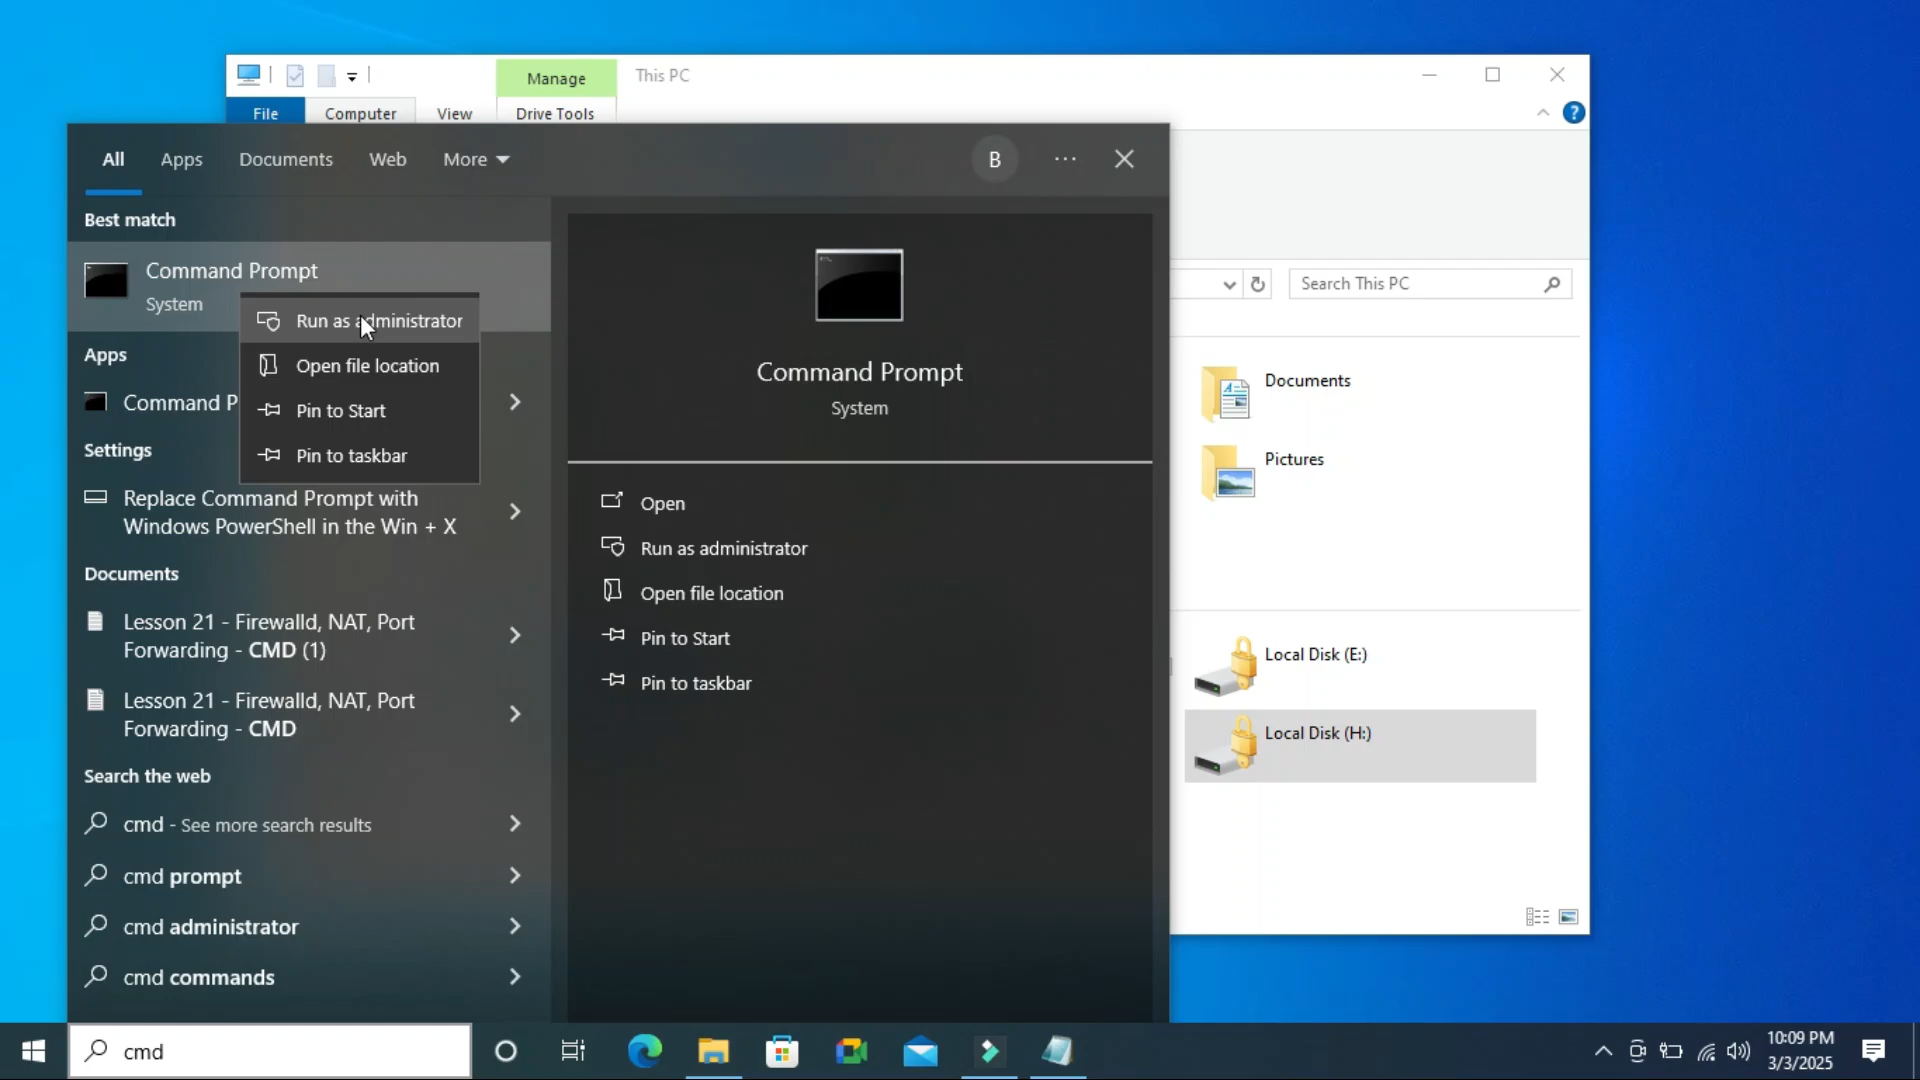 Manage
This PC
File
Computer
View
Drive Tools
All
Apps
Documents
Web
More
B
Best match
Command Prompt
System
Run as administrator
Open file location
Pin to Start
Pin to taskbar
Apps
Command P
Settings
Replace Command Prompt with
Windows PowerShell in the Win + X
Documents
Lesson 21 - Firewalld, NAT, Port
Forwarding - CMD (1)
Lesson 21 - Firewalld, NAT, Port
Forwarding - CMD
Search the web
cmd - See more search results
cmd prompt
cmd administrator
cmd commands
Command Prompt
System
Open
Run as administrator
Open file location
Pin to Start
Pin to taskbar
Search This PC
Documents
Pictures
Local Disk (E:)
Local Disk (H:)
cmd
10:09 PM
3/3/2025